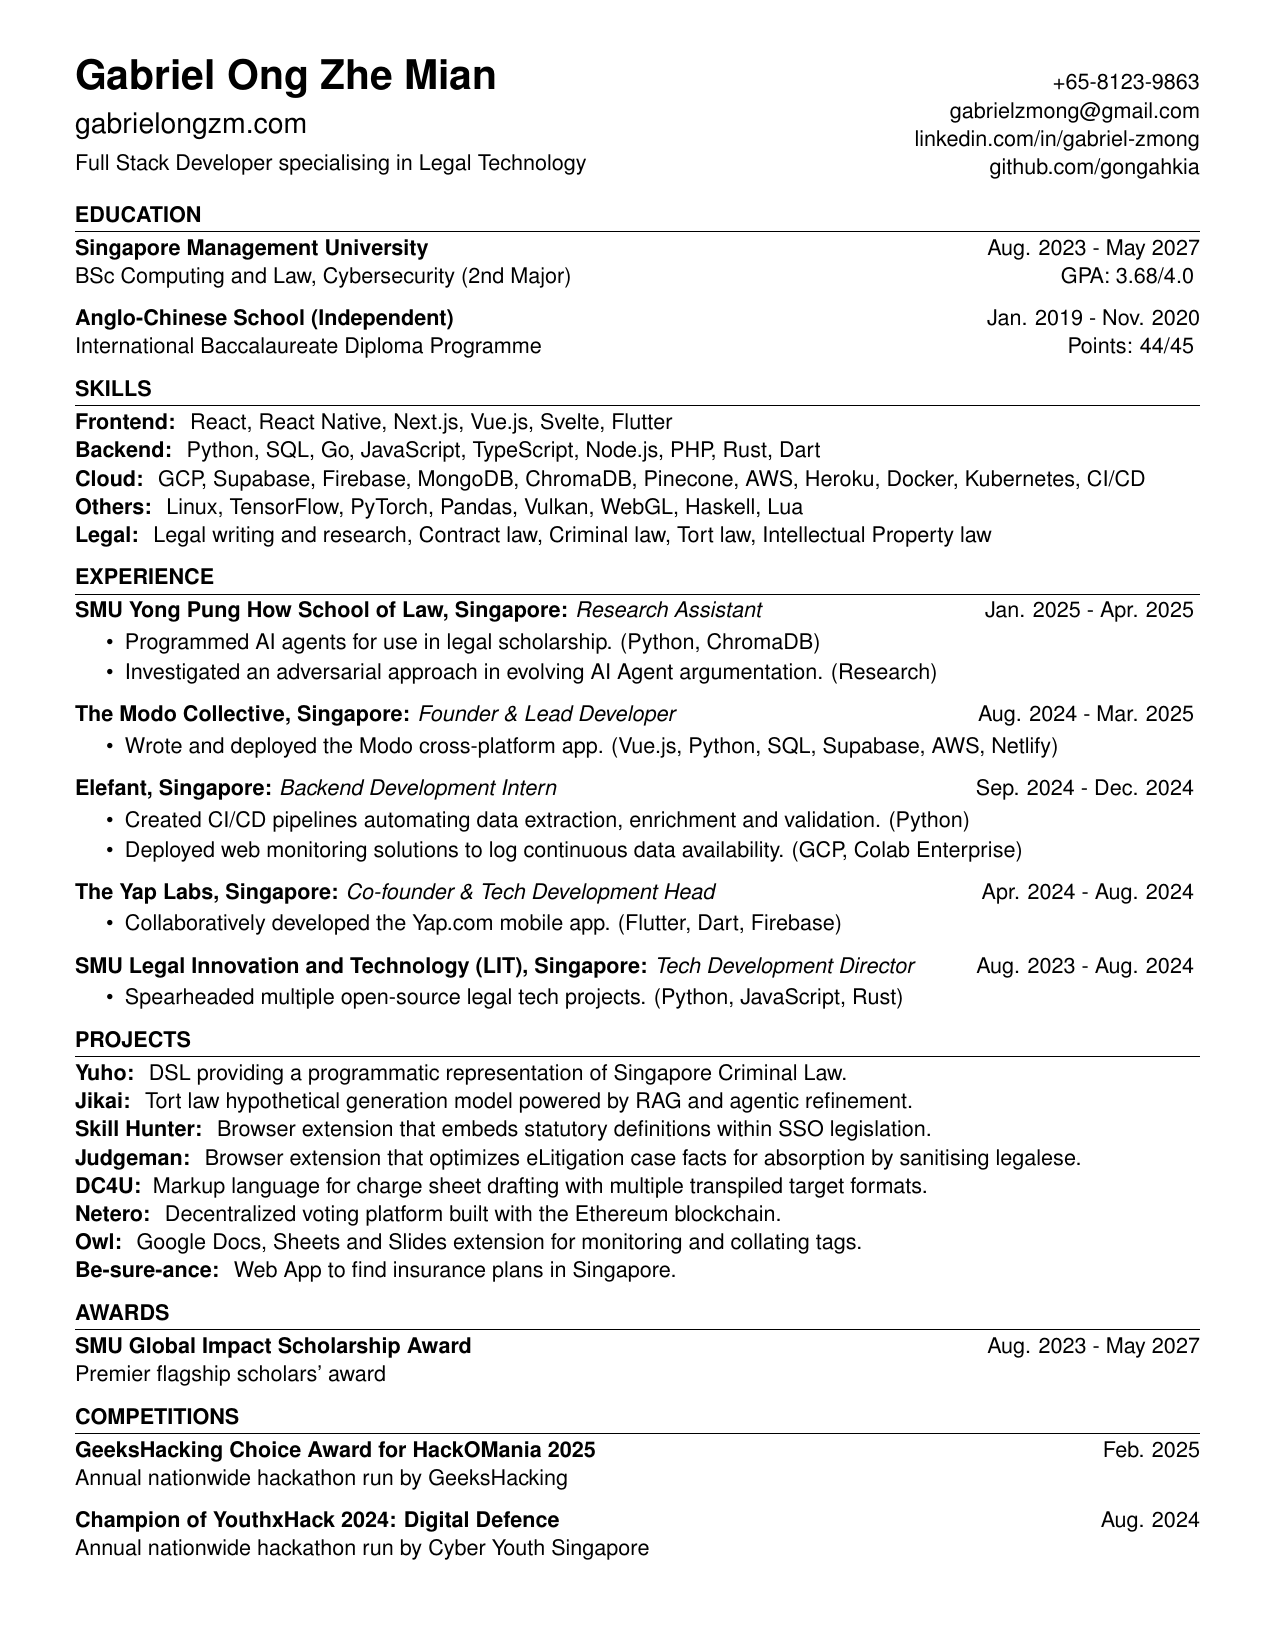 Gabriel Ong Zhe Mian
gabrielongzm.com
Full Stack Developer specialising in Legal Technology
+65-8123-9863
gabrielzmong@gmail.com
linkedin.com/in/gabriel-zmong
github.com/gongahkia
EDUCATION
Singapore Management University Aug. 2023 - May 2027
BSc Computing and Law, Cybersecurity (2nd Major) GPA: 3.68/4.0
Anglo-Chinese School (Independent) Jan. 2019 - Nov. 2020
International Baccalaureate Diploma Programme Points: 44/45
SKILLS
Frontend: React, React Native, Next.js, Vue.js, Svelte, Flutter
Backend: Python, SQL, Go, JavaScript, TypeScript, Node.js, PHP, Rust, Dart
Cloud: GCP, Supabase, Firebase, MongoDB, ChromaDB, Pinecone, AWS, Heroku, Docker, Kubernetes, CI/CD
Others: Linux, TensorFlow, PyTorch, Pandas, Vulkan, WebGL, Haskell, Lua
Legal: Legal writing and research, Contract law, Criminal law, Tort law, Intellectual Property law
EXPERIENCE
SMU Yong Pung How School of Law, Singapore: Research Assistant Jan. 2025 - Apr. 2025
• Programmed AI agents for use in legal scholarship. (Python, ChromaDB)
• Investigated an adversarial approach in evolving AI Agent argumentation. (Research)
The Modo Collective, Singapore: Founder & Lead Developer Aug. 2024 - Mar. 2025
• Wrote and deployed the Modo cross-platform app. (Vue.js, Python, SQL, Supabase, AWS, Netlify)
Elefant, Singapore: Backend Development Intern Sep. 2024 - Dec. 2024
• Created CI/CD pipelines automating data extraction, enrichment and validation. (Python)
• Deployed web monitoring solutions to log continuous data availability. (GCP, Colab Enterprise)
The Yap Labs, Singapore: Co-founder & Tech Development Head Apr. 2024 - Aug. 2024
• Collaboratively developed the Yap.com mobile app. (Flutter, Dart, Firebase)
SMU Legal Innovation and Technology (LIT), Singapore: Tech Development Director Aug. 2023 - Aug. 2024
• Spearheaded multiple open-source legal tech projects. (Python, JavaScript, Rust)
PROJECTS
Yuho: DSL providing a programmatic representation of Singapore Criminal Law.
Jikai: Tort law hypothetical generation model powered by RAG and agentic refinement.
Skill Hunter: Browser extension that embeds statutory definitions within SSO legislation.
Judgeman: Browser extension that optimizes eLitigation case facts for absorption by sanitising legalese.
DC4U: Markup language for charge sheet drafting with multiple transpiled target formats.
Netero: Decentralized voting platform built with the Ethereum blockchain.
Owl: Google Docs, Sheets and Slides extension for monitoring and collating tags.
Be-sure-ance: Web App to find insurance plans in Singapore.
AWARDS
SMU Global Impact Scholarship Award Aug. 2023 - May 2027
Premier flagship scholars' award
COMPETITIONS
GeeksHacking Choice Award for HackOMania 2025 Feb. 2025
Annual nationwide hackathon run by GeeksHacking
Champion of YouthxHack 2024: Digital Defence Aug. 2024
Annual nationwide hackathon run by Cyber Youth Singapore